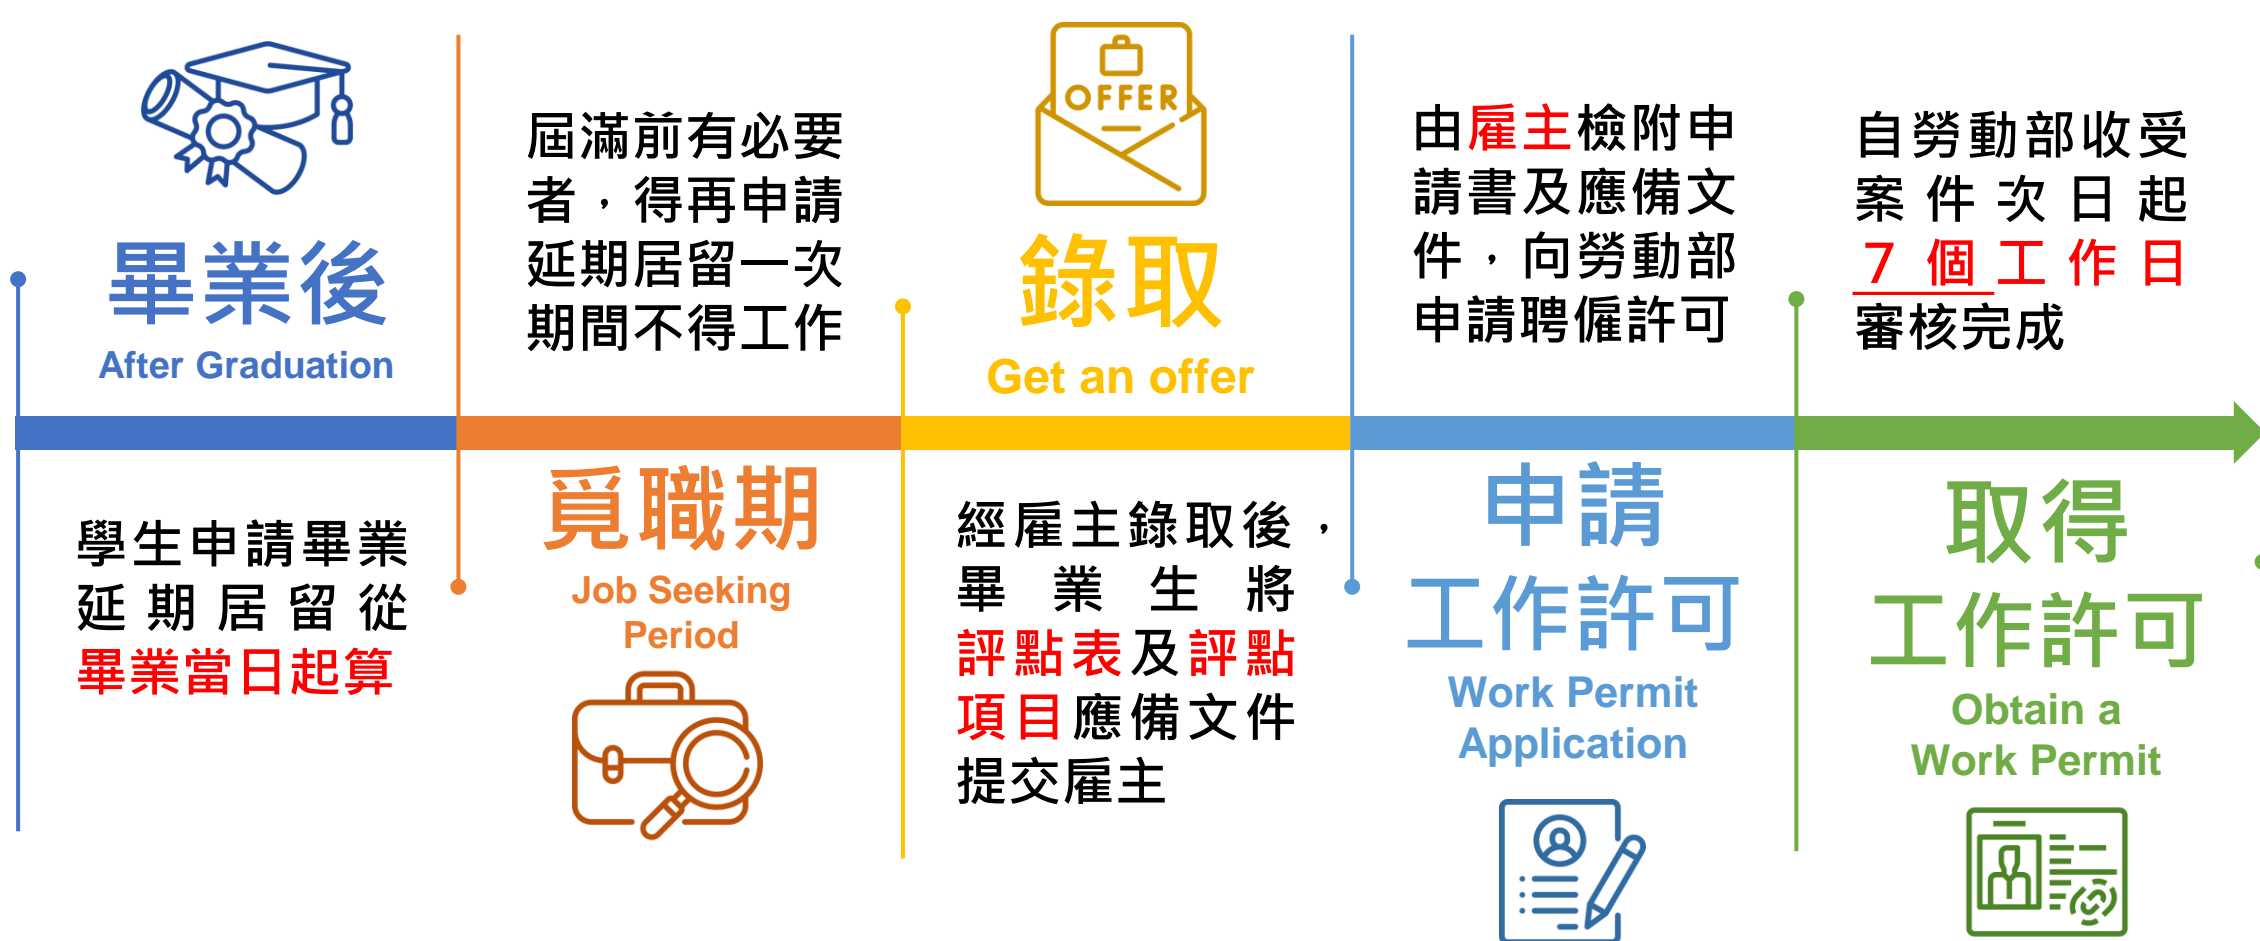 畢業後
After Graduation
學生申請畢業
延期居留從
畢業當日起算
屆滿前有必要
者，得再申請
延期居留一次
期間不得工作
覓職期
Job Seeking
Period
OFFER
錄取
Get an offer
經雇主錄取後，
畢業生將
評點表及評點
項目應備文件
提交雇主
由雇主檢附申
請書及應備文
件，向勞動部
申請聘僱許可
申請
工作許可
Work Permit
Application
自勞動部收受
案件次日起
7個工作日
審核完成
取得
工作許可
Obtain a
Work Permit